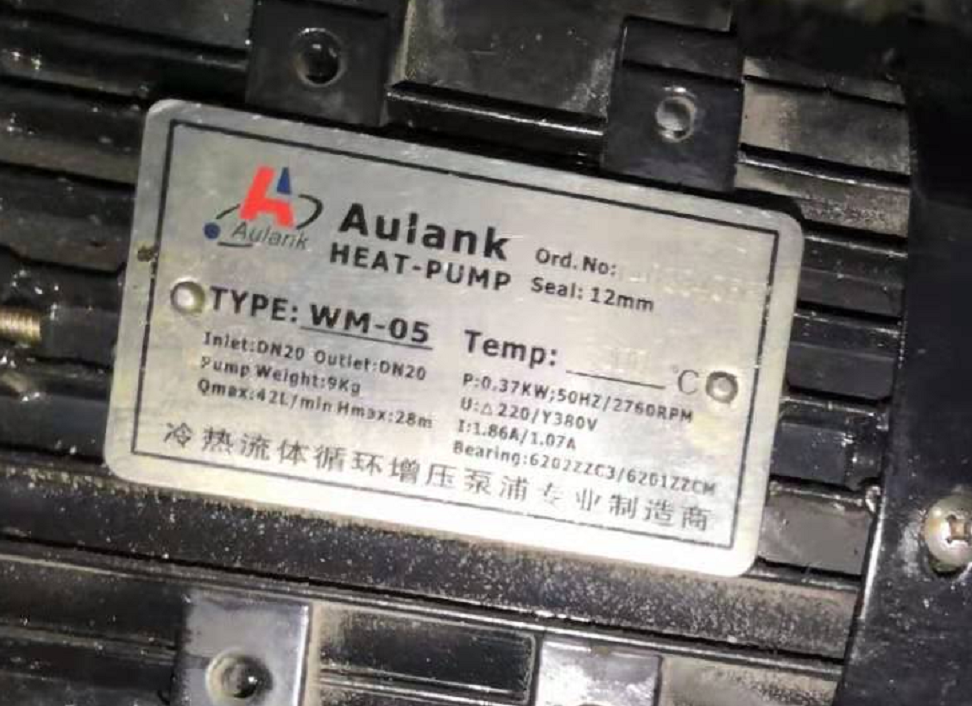 Aulank
Aulank
HEAT-PUMP
Ord. No:
Seal: 12mm
TYPE: WM-05
Temp: ℃
Inlet:DN20 Outlet:DN20
Pump Weight:9Kg
Qmax:42L/min Hmax:28m
P:0.37KW;50HZ/2760RPM
U:△220/Y380V
I:1.86A/1.07A
Bearing:6202ZZC3/6201ZZCM
冷热流体循环增压泵浦专业制造商